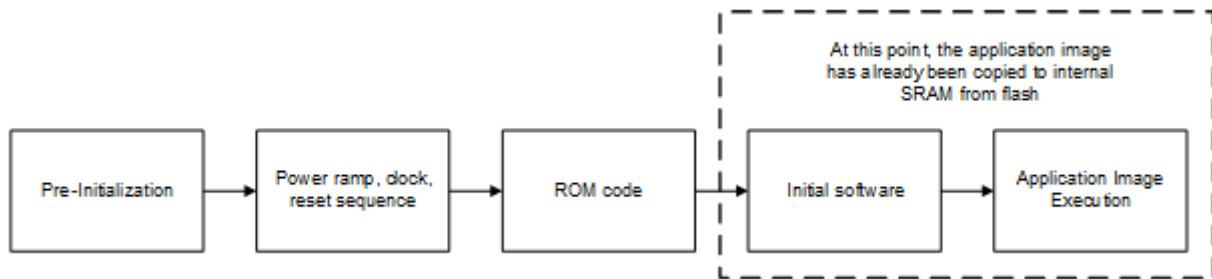 At this point, the application image
has already been copied to internal
SRAM from flash
Pre-Initialization
Power ramp, clock,
reset sequence
ROM code
Initial software
Application Image
Execution